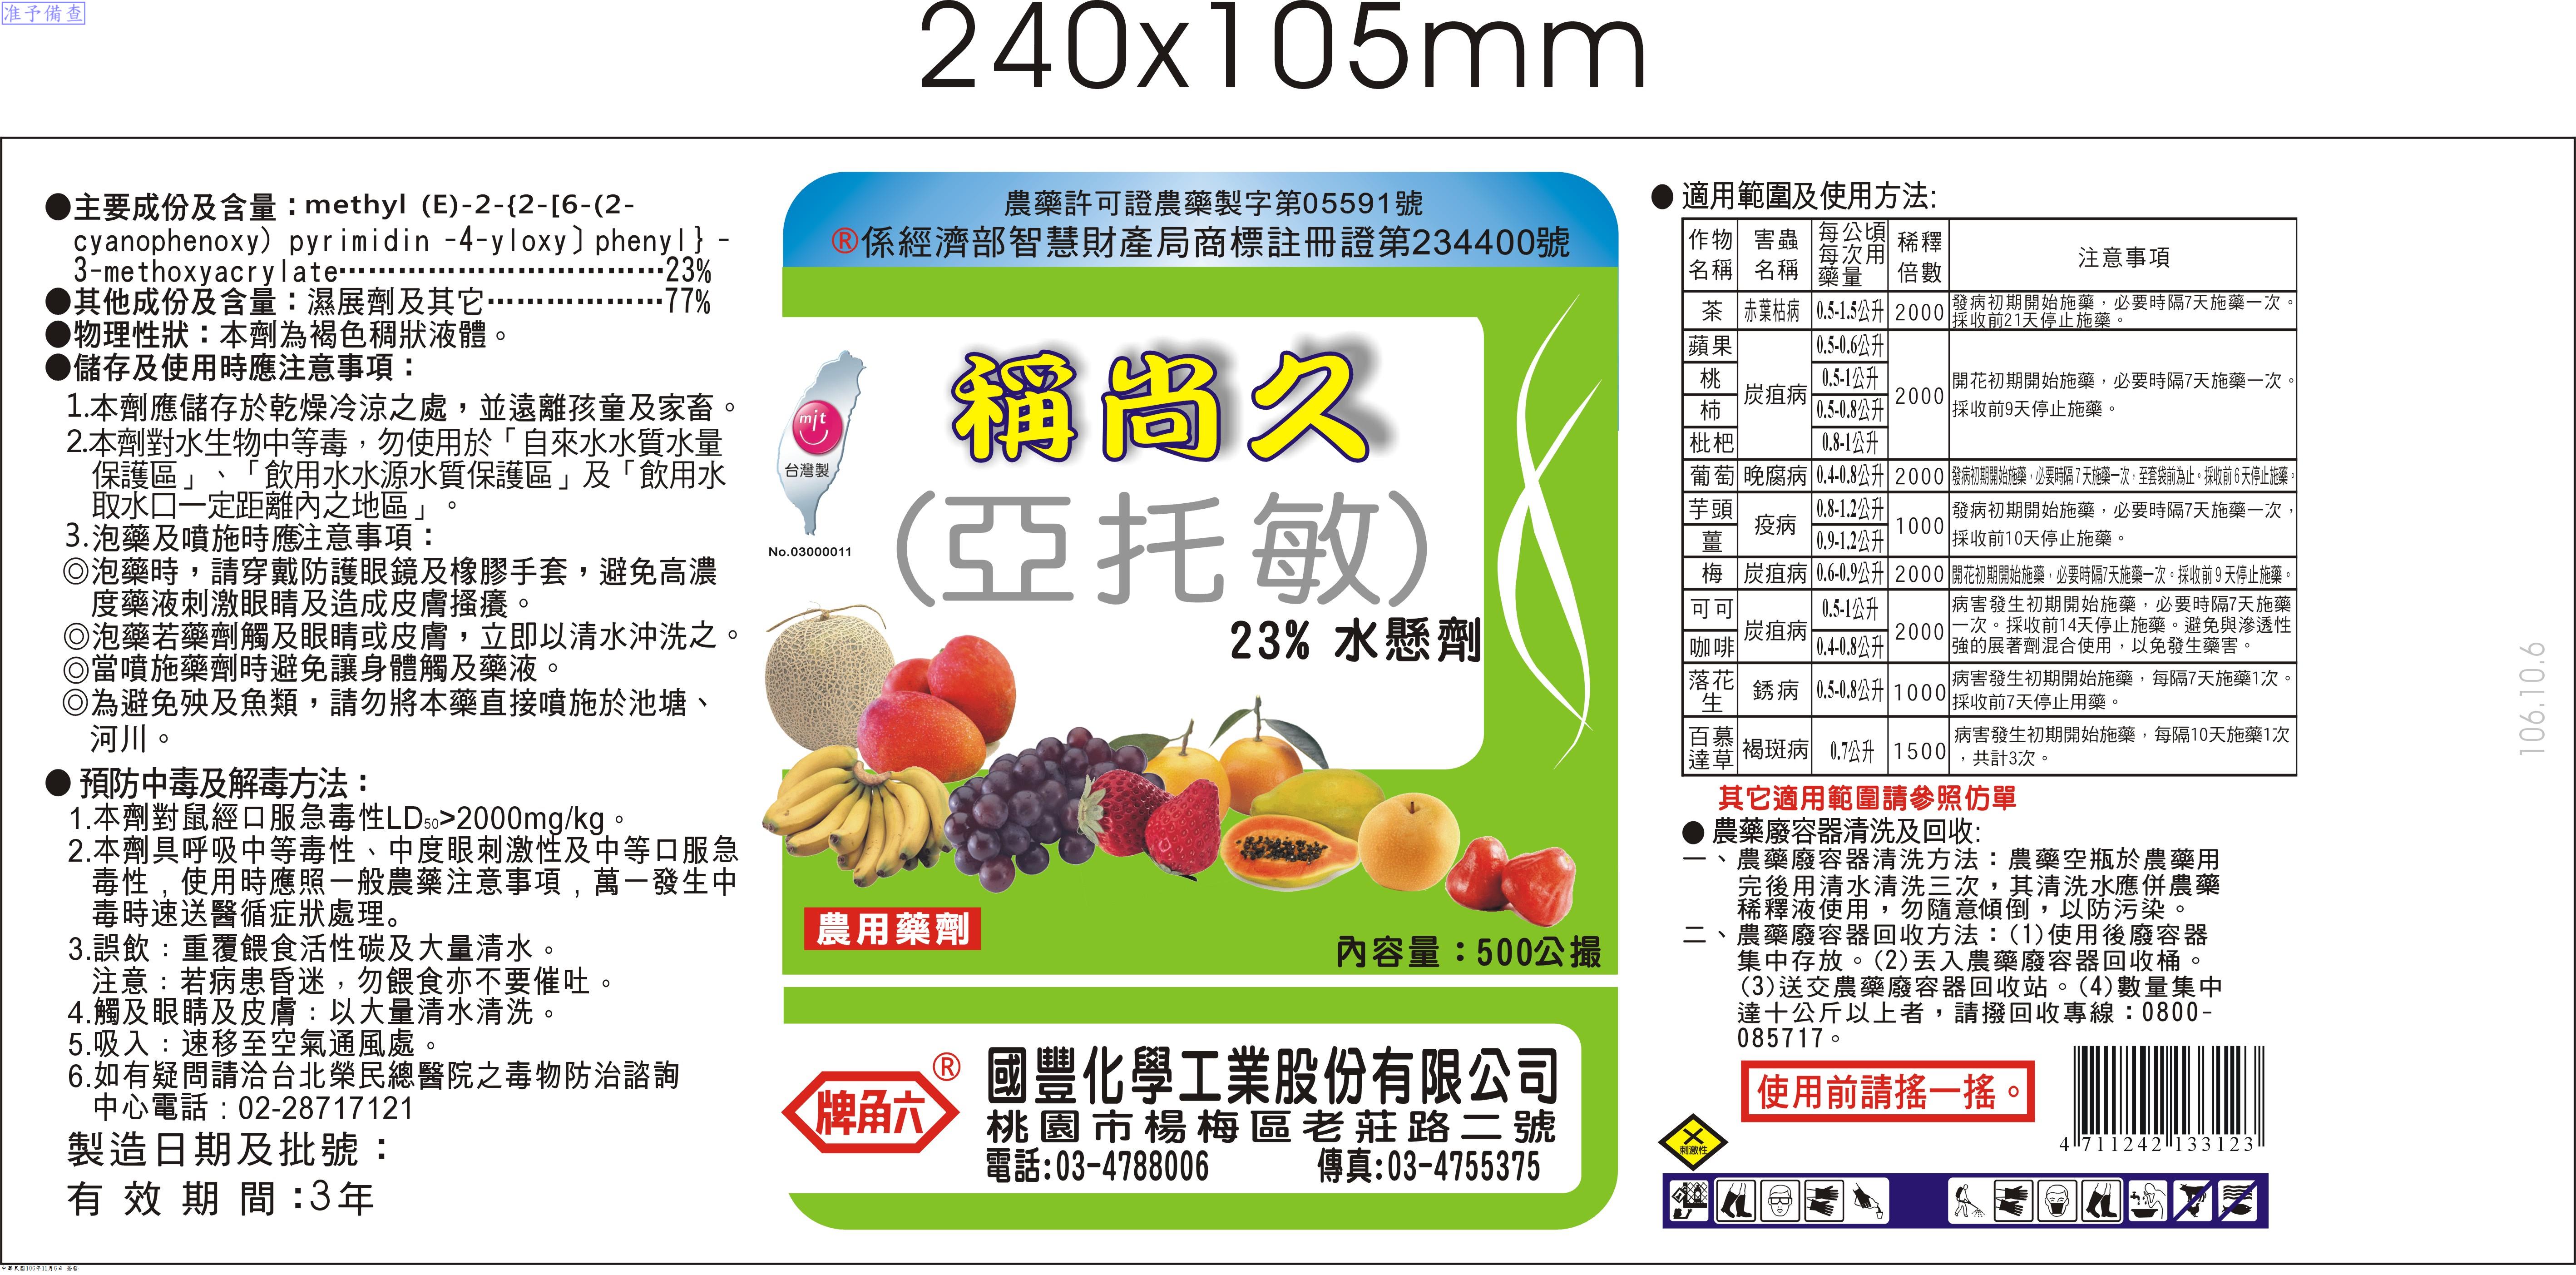 准予備查
240x105mm
●主要成份及含量：methyl (E)-2-{2-[6-(2-
cyanophenoxy) pyrimidin -4-yloxy〕phenyl} -
3-methoxyacrylate……………………………23%
●其他成份及含量：濕展劑及其它………………77%
●物理性狀：本劑為褐色稠狀液體。
●儲存及使用時應注意事項：
1.本劑應儲存於乾燥冷涼之處，並遠離孩童及家畜。
2.本劑對水生物中等毒，勿使用於「自來水水質水量
保護區」、「飲用水水源水質保護區」及「飲用水
取水口一定距離內之地區」。
3.泡藥及噴施時應注意事項：
◎泡藥時，請穿戴防護眼鏡及橡膠手套，避免高濃
度藥液刺激眼睛及造成皮膚搔癢。
◎泡藥若藥劑觸及眼睛或皮膚，立即以清水沖洗之。
◎當噴施藥劑時避免讓身體觸及藥液。
◎為避免殃及魚類，請勿將本藥直接噴施於池塘、
河川。
● 預防中毒及解毒方法：
1.本劑對鼠經口服急毒性LD50>2000mg/kg。
2.本劑具呼吸中等毒性、中度眼刺激性及中等口服急
毒性，使用時應照一般農藥注意事項，萬一發生中
毒時速送醫循症狀處理。
3.誤飲：重覆餵食活性碳及大量清水。
注意：若病患昏迷，勿餵食亦不要催吐。
4.觸及眼睛及皮膚：以大量清水清洗。
5.吸入：速移至空氣通風處。
6.如有疑問請洽台北榮民總醫院之毒物防治諮詢
中心電話：02-28717121
製造日期及批號：
有 效 期 間：3年
農藥許可證農藥製字第05591號
®係經濟部智慧財產局商標註冊證第234400號
稱尚久
(亞托敏)
23% 水懸劑
mit
台灣製
No.03000011
農用藥劑
內容量：500公撮
牌角六®
國豐化學工業股份有限公司
桃園市楊梅區老莊路二號
電話:03-4788006 傳真:03-4755375
● 適用範圍及使用方法:
作物名稱 害蟲名稱 每公頃每次用藥量 稀釋倍數 注意事項
茶 赤葉枯病 0.5-1.5公升 2000 發病初期開始施藥，必要時隔7天施藥一次。
採收前21天停止施藥。
蘋果 0.5-0.6公升
桃 0.5-1公升
炭疽病 2000 開花初期開始施藥，必要時隔7天施藥一次。
採收前9天停止施藥。
柿 0.5-0.8公升
枇杷 0.8-1公升
葡萄 晚腐病 0.4-0.8公升 2000 發病初期開始施藥，必要時隔7天施藥一次，至套袋前為止。採收前6天停止施藥。
芋頭 疫病 0.8-1.2公升 1000 發病初期開始施藥，必要時隔7天施藥一次，
薑 0.9-1.2公升 採收前10天停止施藥。
梅 炭疽病 0.6-0.9公升 2000 開花初期開始施藥，必要時隔7天施藥一次。採收前9天停止施藥。
可可 炭疽病 0.5-1公升 2000 病害發生初期開始施藥，必要時隔7天施藥
一次。採收前14天停止施藥。避免與滲透性
咖啡 0.4-0.8公升 強的展著劑混合使用，以免發生藥害。
落花生 銹病 0.5-0.8公升 1000 病害發生初期開始施藥，每隔7天施藥1次。
採收前7天停止用藥。
百慕達草 褐斑病 0.7公升 1500 病害發生初期開始施藥，每隔10天施藥1次
，共計3次。
其它適用範圍請參照仿單
● 農藥廢容器清洗及回收:
一、農藥廢容器清洗方法：農藥空瓶於農藥用
完後用清水清洗三次，其清洗水應併農藥
稀釋液使用，勿隨意傾倒，以防污染。
二、農藥廢容器回收方法：(1)使用後廢容器
集中存放。(2)丟入農藥廢容器回收桶。
(3)送交農藥廢容器回收站。(4)數量集中
達十公斤以上者，請撥回收專線：0800-
085717。
使用前請搖一搖。
刺激性
4 711242 133123
106.10.6
中華民國106年11月6日 簽發